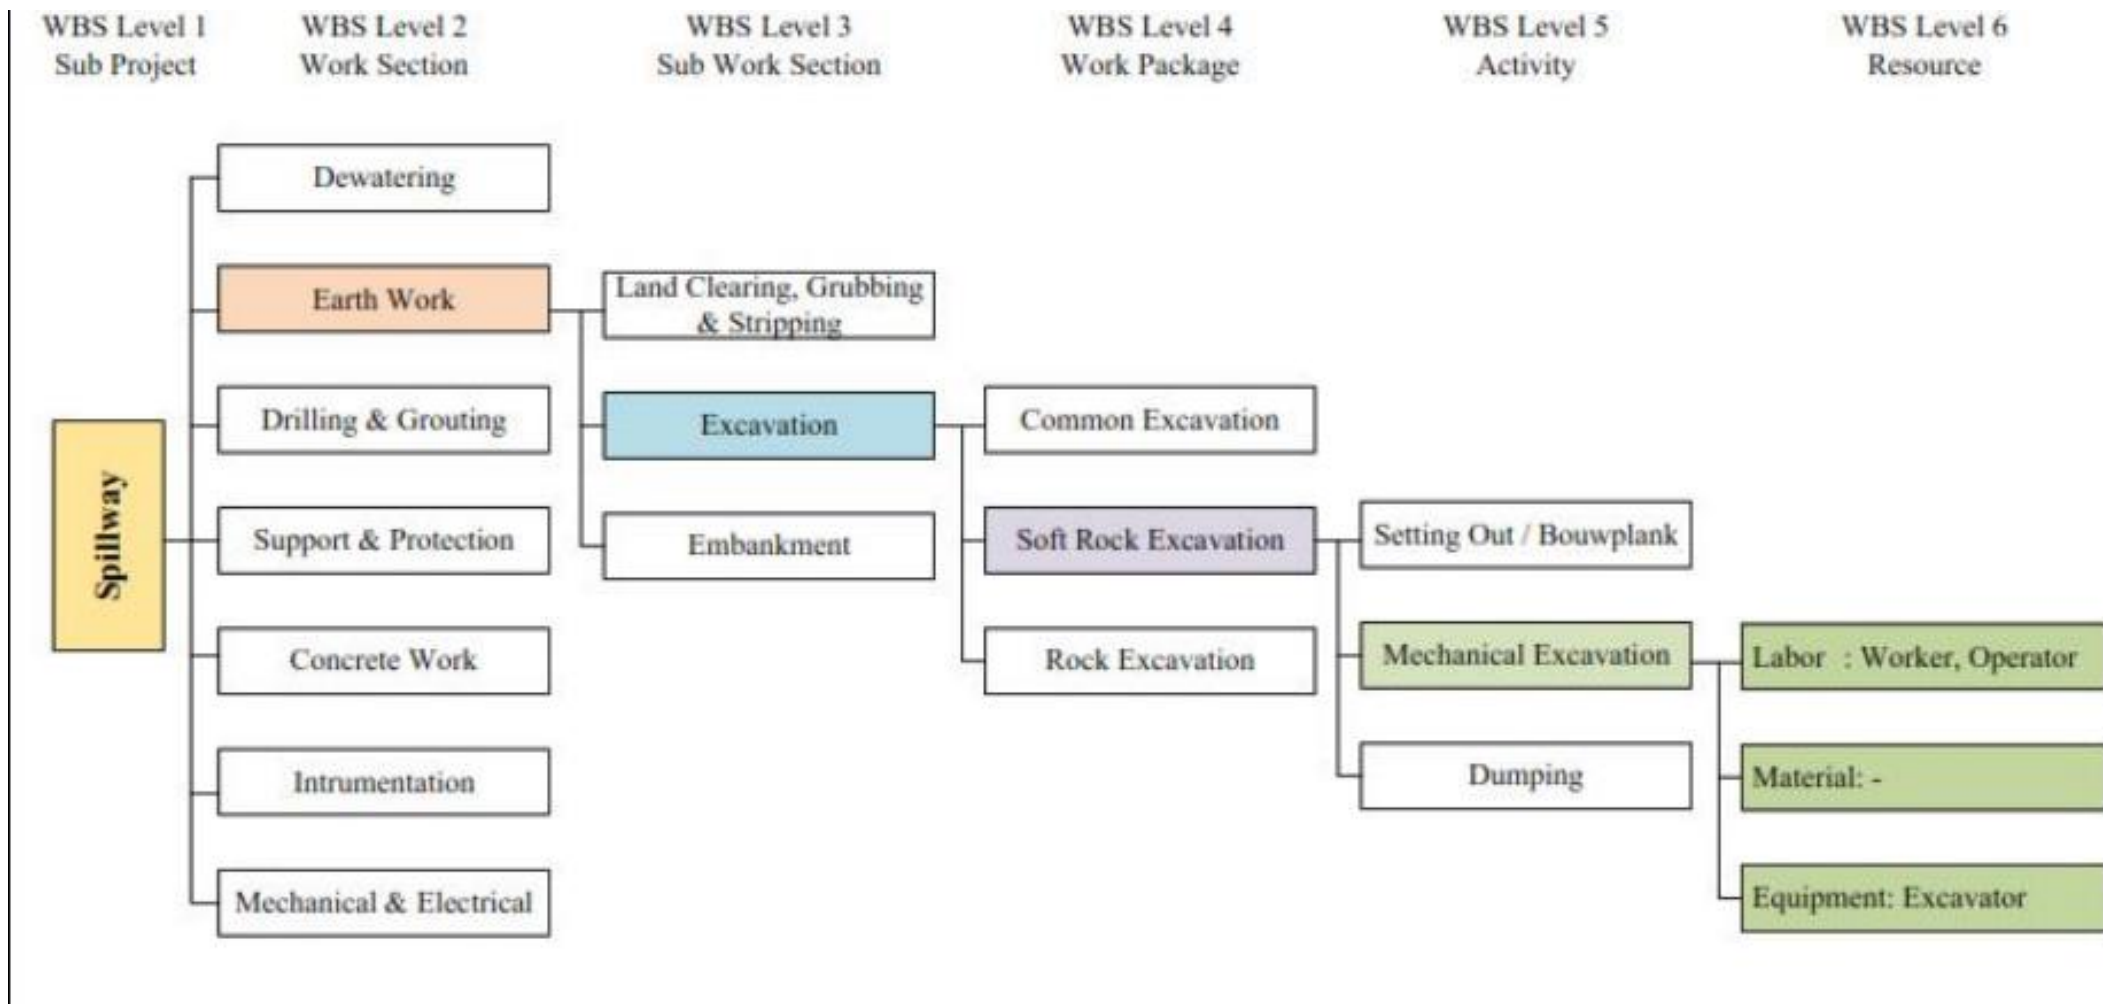 WBS Level 1
Sub Project
WBS Level 2
Work Section
WBS Level 3
Sub Work Section
WBS Level 4
Work Package
WBS Level 5
Activity
WBS Level 6
Resource
Spillway
Dewatering
Earth Work
Drilling & Grouting
Support & Protection
Concrete Work
Intrumentation
Mechanical & Electrical
Land Clearing, Grubbing
& Stripping
Excavation
Embankment
Common Excavation
Soft Rock Excavation
Rock Excavation
Setting Out / Bouwplank
Mechanical Excavation
Dumping
Labor : Worker, Operator
Material: -
Equipment: Excavator